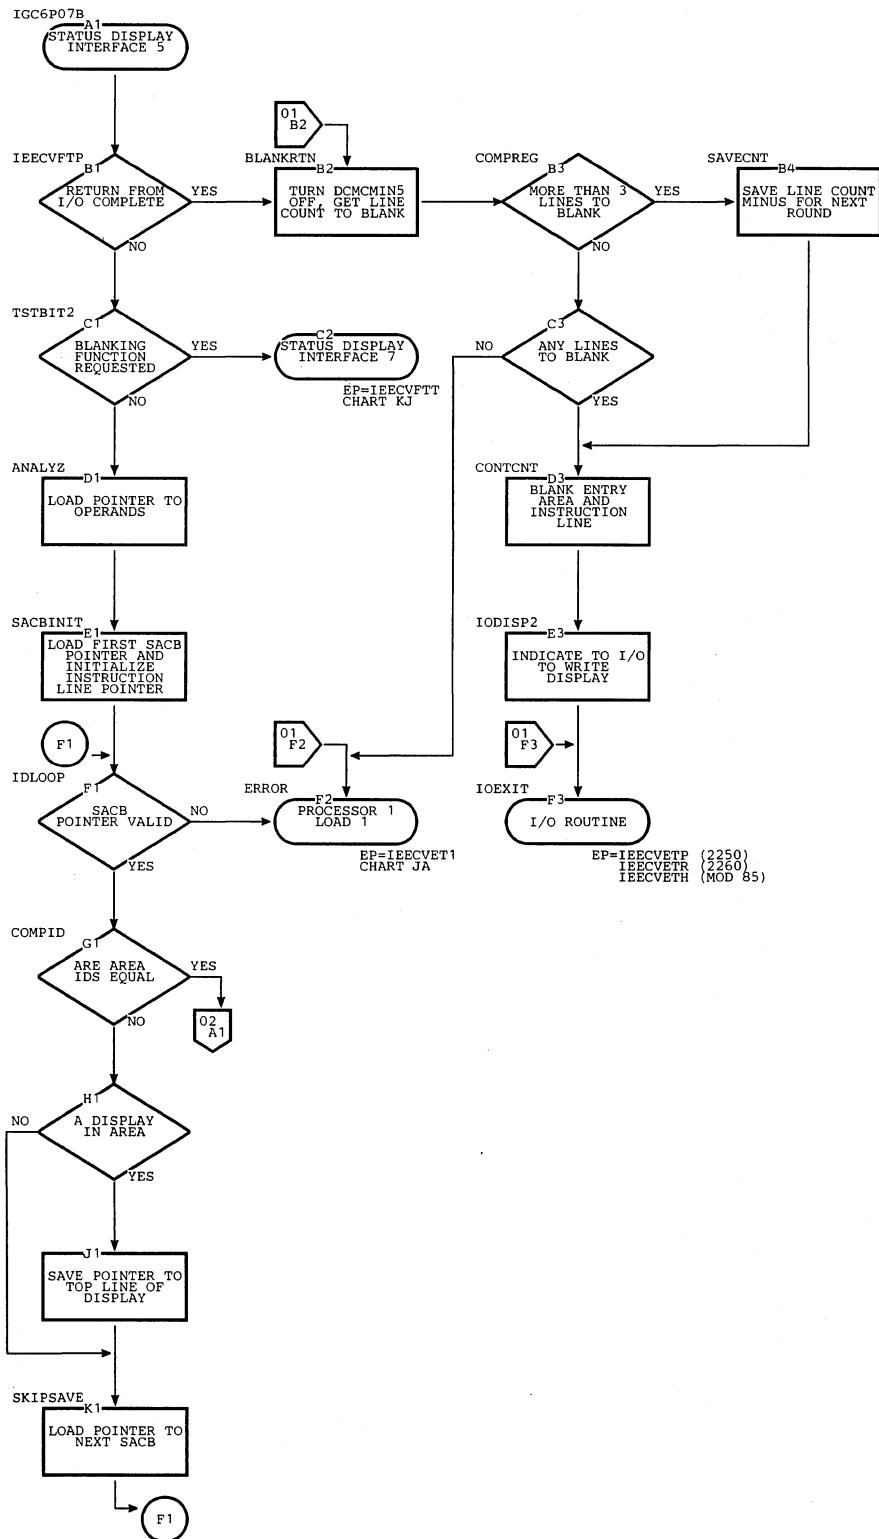 IGC6P07B
A1
STATUS DISPLAY
INTERFACE 5
01
B2
IEECVFTP
B1
RETURN FROM
I/O COMPLETE
YES
NO
BLANKRTN
B2
TURN DCMCMIN5
OFF, GET LINE
COUNT TO BLANK
COMPREG
B3
MORE THAN 3
LINES TO
BLANK
YES
NO
SAVECNT
B4
SAVE LINE COUNT
MINUS FOR NEXT
ROUND
TSTBIT2
C1
BLANKING
FUNCTION
REQUESTED
YES
NO
C2
STATUS DISPLAY
INTERFACE 7
EP=IEECVFTT
CHART KJ
C3
ANY LINES
TO BLANK
NO
YES
ANALYZ
D1
LOAD POINTER TO
OPERANDS
CONTCNT
D3
BLANK ENTRY
AREA AND
INSTRUCTION
LINE
SACBINIT
E1
LOAD FIRST SACB
POINTER AND
INITIALIZE
INSTRUCTION
LINE POINTER
IODISP2
E3
INDICATE TO I/O
TO WRITE
DISPLAY
F1
01
F2
01
F3
IDLOOP
F1
SACB
POINTER VALID
NO
YES
ERROR
F2
PROCESSOR 1
LOAD 1
EP=IEECVET1
CHART JA
IOEXIT
F3
I/O ROUTINE
EP=IEECVETP (2250)
IEECVETR (2260)
IEECVETH (MOD 85)
COMPID
G1
ARE AREA
IDS EQUAL
YES
NO
02
A1
H1
A DISPLAY
IN AREA
NO
YES
J1
SAVE POINTER TO
TOP LINE OF
DISPLAY
SKIPSAVE
K1
LOAD POINTER TO
NEXT SACB
F1